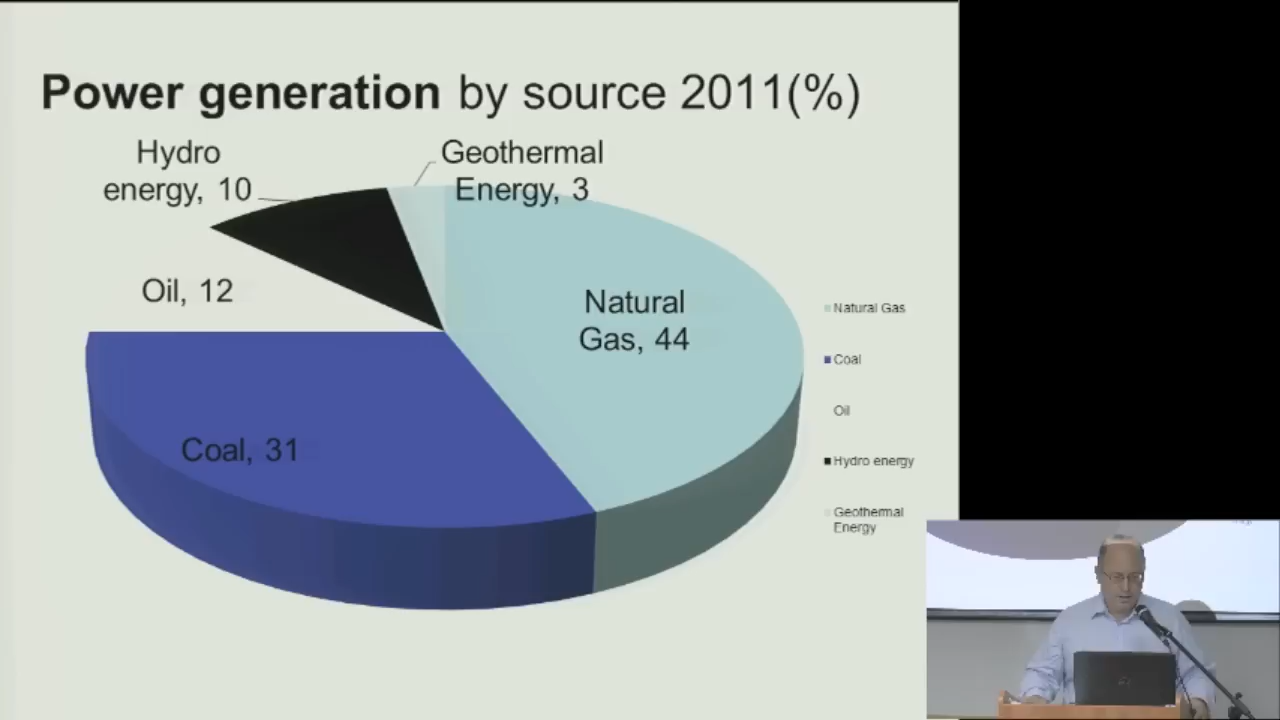 Power generation by source 2011(%)
Hydro
energy, 10
Geothermal
Energy, 3
Oil, 12
Natural
Gas, 44
Coal, 31
Natural Gas
Coal
Oil
Hydro energy
Geothermal
Energy